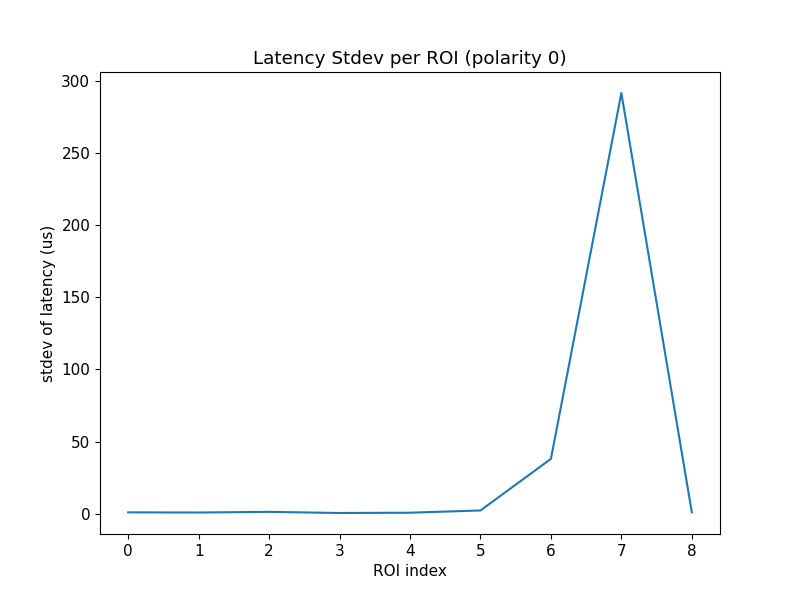 Latency Stdev per ROI (polarity 0)
300
250
200
150
100
50
0
stdev of latency (us)
0 1 2 3 4 5 6 7 8
ROI index